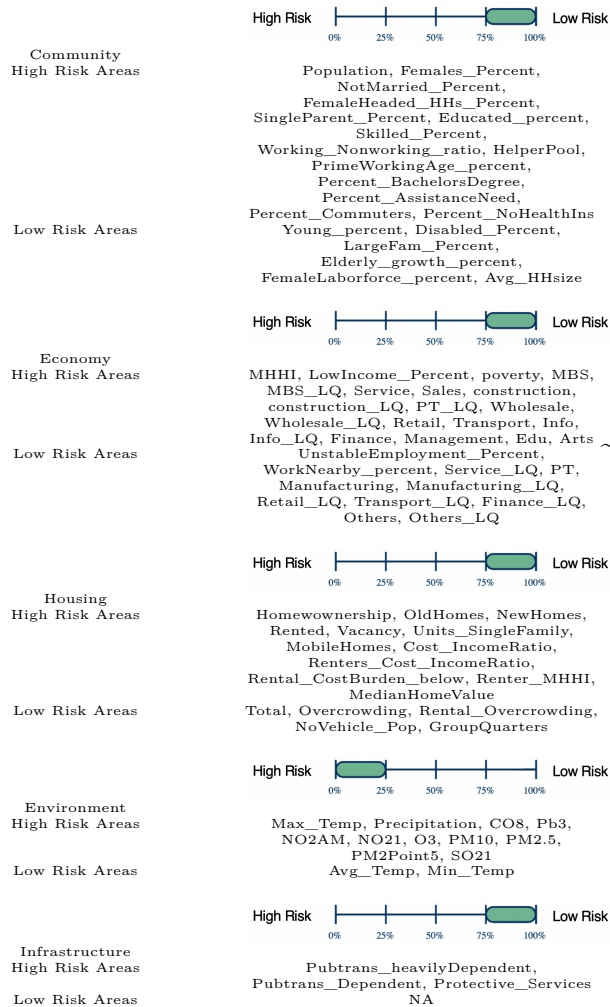 High Risk 0% 25% 50% 75% 100% Low Risk
Community
High Risk Areas Population, Females_Percent,
NotMarried_Percent,
FemaleHeaded_HHs_Percent,
SingleParent_Percent, Educated_percent,
Skilled_Percent,
Working_Nonworking_ratio, HelperPool,
PrimeWorkingAge_percent,
Percent_BachelorsDegree,
Percent_AssistanceNeed,
Percent_Commuters, Percent_NoHealthIns
Low Risk Areas Young_percent, Disabled_Percent,
LargeFam_Percent,
Elderly_growth_percent,
FemaleLaborforce_percent, Avg_HHsize
High Risk 0% 25% 50% 75% 100% Low Risk
Economy
High Risk Areas MHHI, LowIncome_Percent, poverty, MBS,
MBS_LQ, Service, Sales, construction,
construction_LQ, PT_LQ, Wholesale,
Wholesale_LQ, Retail, Transport, Info,
Info_LQ, Finance, Management, Edu, Arts
Low Risk Areas UnstableEmployment_Percent,
WorkNearby_percent, Service_LQ, PT,
Manufacturing, Manufacturing_LQ,
Retail_LQ, Transport_LQ, Finance_LQ,
Others, Others_LQ
High Risk 0% 25% 50% 75% 100% Low Risk
Housing
High Risk Areas Homewownership, OldHomes, NewHomes,
Rented, Vacancy, Units_SingleFamily,
MobileHomes, Cost_IncomeRatio,
Renters_Cost_IncomeRatio,
Rental_CostBurden_below, Renter_MHHI,
MedianHomeValue
Low Risk Areas Total, Overcrowding, Rental_Overcrowding,
NoVehicle_Pop, GroupQuarters
High Risk 0% 25% 50% 75% 100% Low Risk
Environment
High Risk Areas Max_Temp, Precipitation, CO8, Pb3,
NO2AM, NO21, O3, PM10, PM2.5,
PM2Point5, SO21
Low Risk Areas Avg_Temp, Min_Temp
High Risk 0% 25% 50% 75% 100% Low Risk
Infrastructure
High Risk Areas Pubtrans_heavilyDependent,
Pubtrans_Dependent, Protective_Services
Low Risk Areas NA